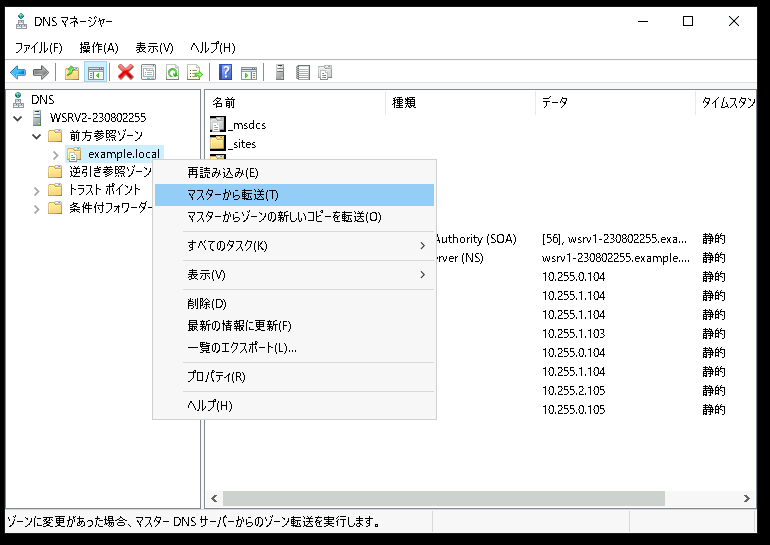 DNS マネージャー
ファイル(F) 操作(A) 表示(V) ヘルプ(H)
DNS
WSRV2-230802255
前方参照ゾーン
example.local
逆引き参照ゾーン
トラスト ポイント
条件付フォワーダー
名前 種類 データ タイムスタン
_msdcs
_sites
再読み込み(E)
マスターから転送(T)
マスターからゾーンの新しいコピーを転送(O)
すべてのタスク(K)
表示(V)
削除(D)
最新の情報に更新(F)
一覧のエクスポート(L)...
プロパティ(R)
ヘルプ(H)
Authority (SOA) [56], wsrv1-230802255.exa... 静的
erver (NS) wsrv1-230802255.example.... 静的
10.255.0.104 静的
10.255.1.104 静的
10.255.1.104 静的
10.255.1.103 静的
10.255.0.104 静的
10.255.1.104 静的
10.255.2.105 静的
10.255.0.105 静的
ゾーンに変更があった場合、マスター DNS サーバーからのゾーン転送を実行します。